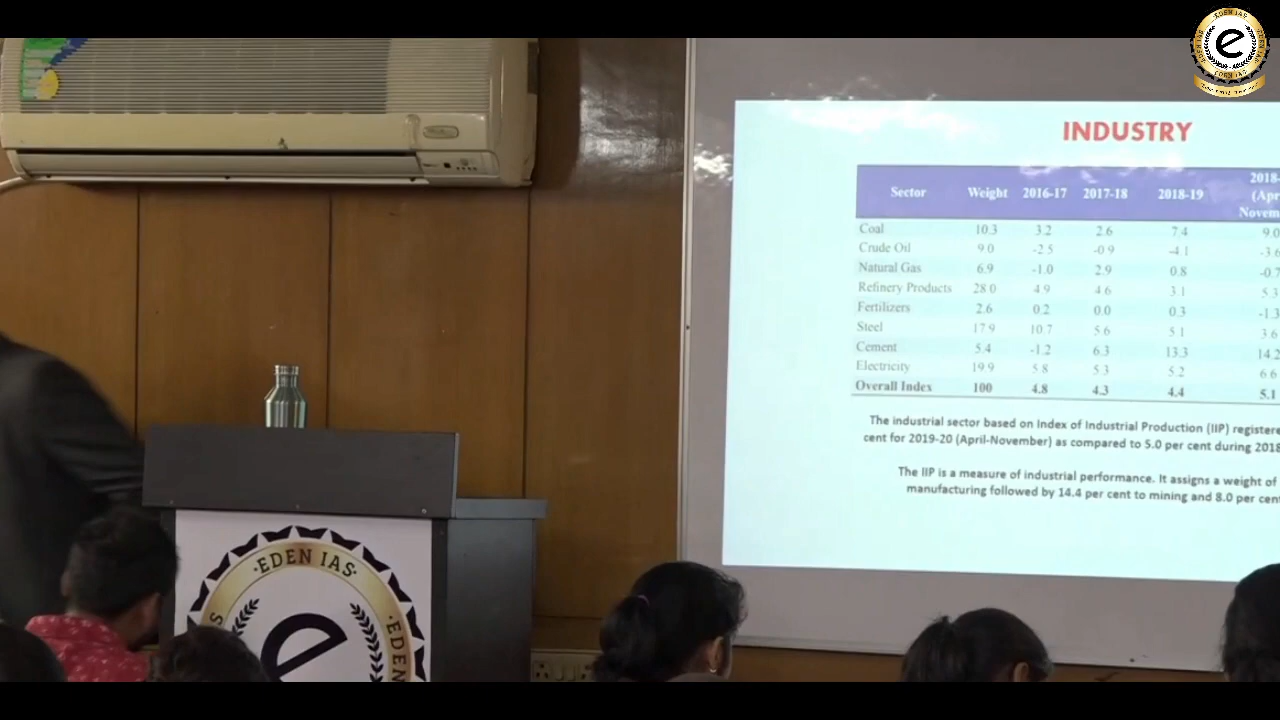 EDEN IAS
EDEN IAS
INDUSTRY
Sector Weight 2016-17 2017-18 2018-19 2018-
(Apr
Novem
Coal 10.3 3.2 2.6 7.4 9.0
Crude Oil 9.0 -2.5 -0.9 -4.1 -3.6
Natural Gas 6.9 -1.0 2.9 0.8 -0.7
Refinery Products 28.0 4.9 4.6 3.1 5.3
Fertilizers 2.6 0.2 0.0 0.3 -1.3
Steel 17.9 10.7 5.6 5.1 3.6
Cement 5.4 -1.2 6.3 13.3 14.2
Electricity 19.9 5.8 5.3 5.2 6.6
Overall Index 100 4.8 4.3 4.4 5.1
The industrial sector based on Index of Industrial Production (IIP) registere
cent for 2019-20 (April-November) as compared to 5.0 per cent during 2018
The IIP is a measure of industrial performance. It assigns a weight of
manufacturing followed by 14.4 per cent to mining and 8.0 per cent
·EDEN IAS·
e
EDEN